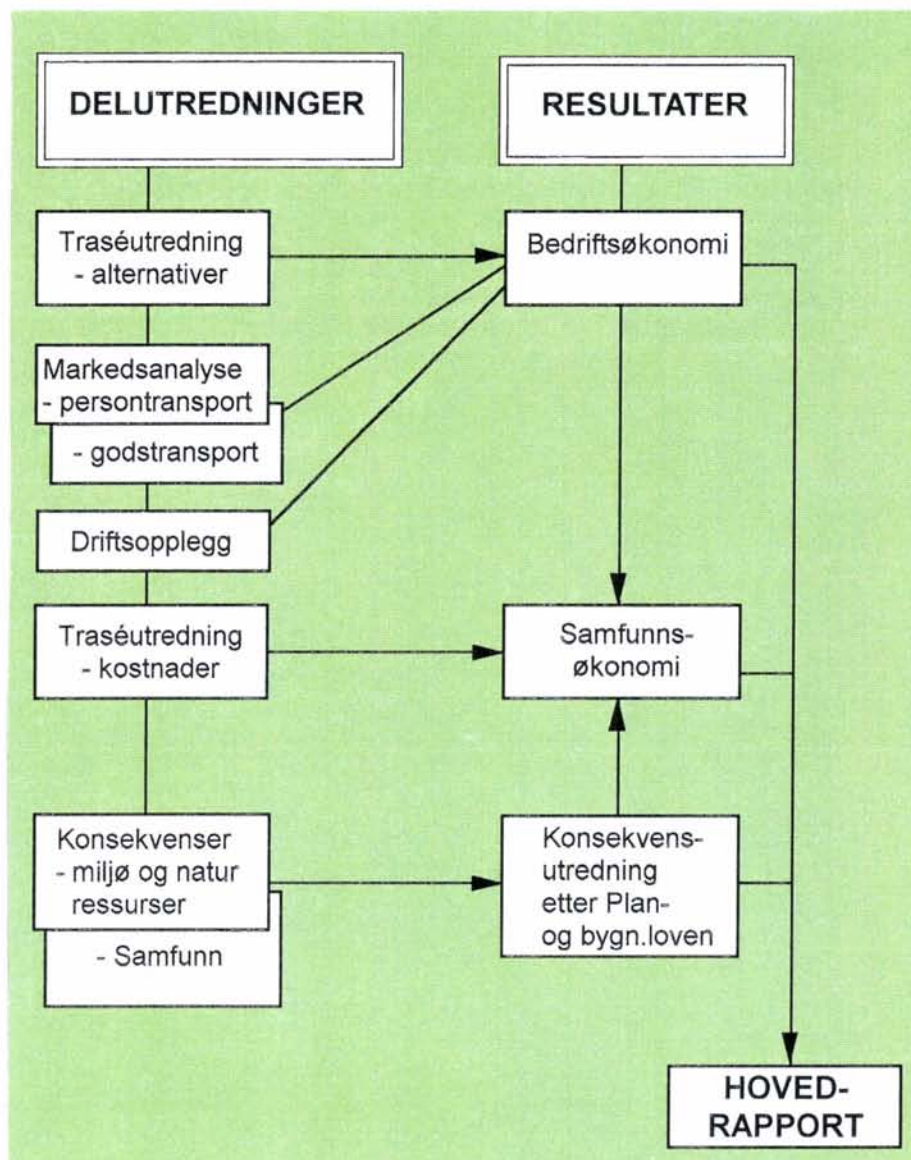 DELUTREDNINGER
RESULTATER
Traséutredning
- alternativer
Bedriftsøkonomi
Markedsanalyse
- persontransport
- godstransport
Driftsopplegg
Traséutredning
- kostnader
Samfunns-
økonomi
Konsekvenser
- miljø og natur
ressurser
- Samfunn
Konsekvens-
utredning
etter Plan-
og bygn.loven
HOVED-
RAPPORT